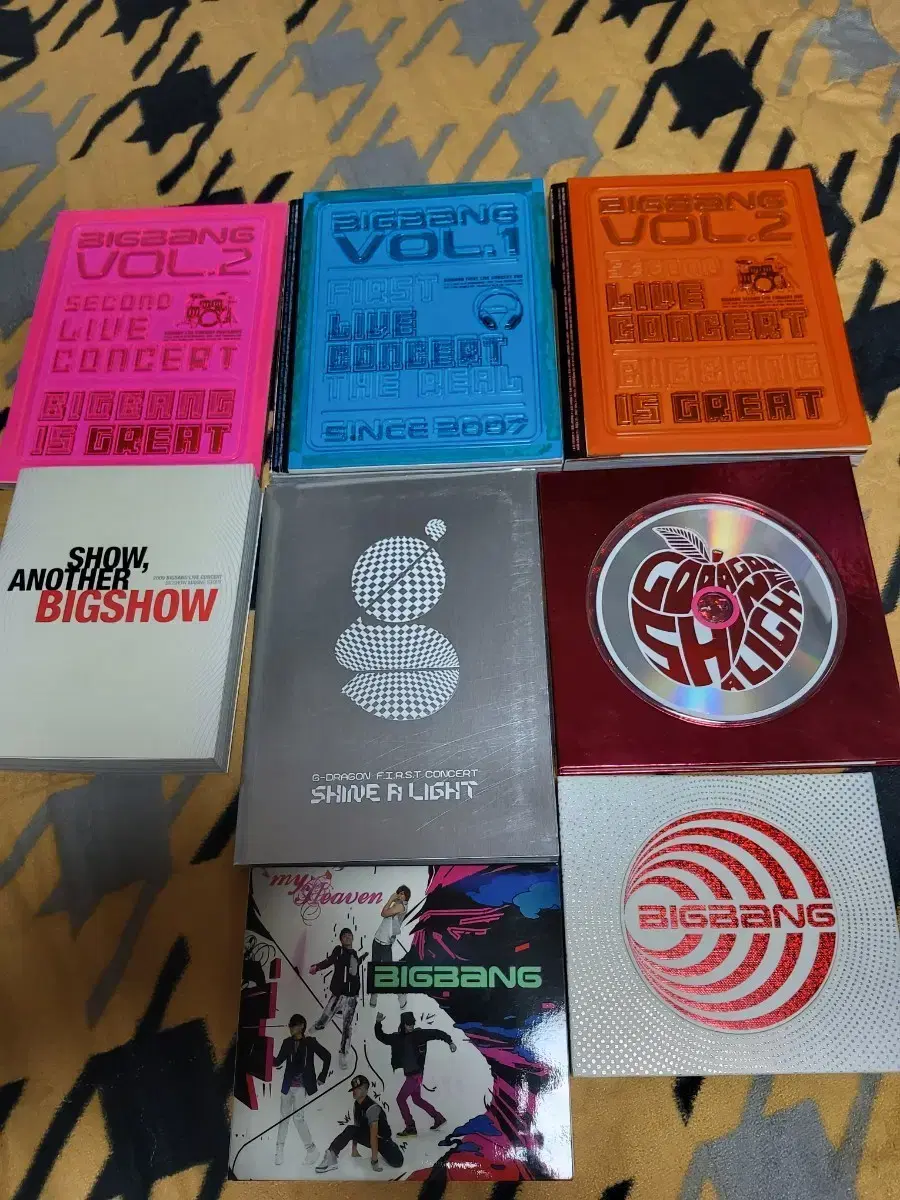 BIGBANG
VOL.2
SECOND
LIVE
CONCERT
BIGBANG
IS GREAT
BIGBANG
VOL.1
FIRST
LIVE
CONCERT
THE REAL
SINCE 2007
BIGBANG
VOL.2
SECOND
LIVE
CONCERT
BIGBANG
IS GREAT
SHOW,
ANOTHER
BIGSHOW
G-DRAGON F.I.R.S.T CONCERT
SHINE A LIGHT
G DRAGON
SHINE
A LIGHT
my Heaven
BIGBANG
BIGBANG